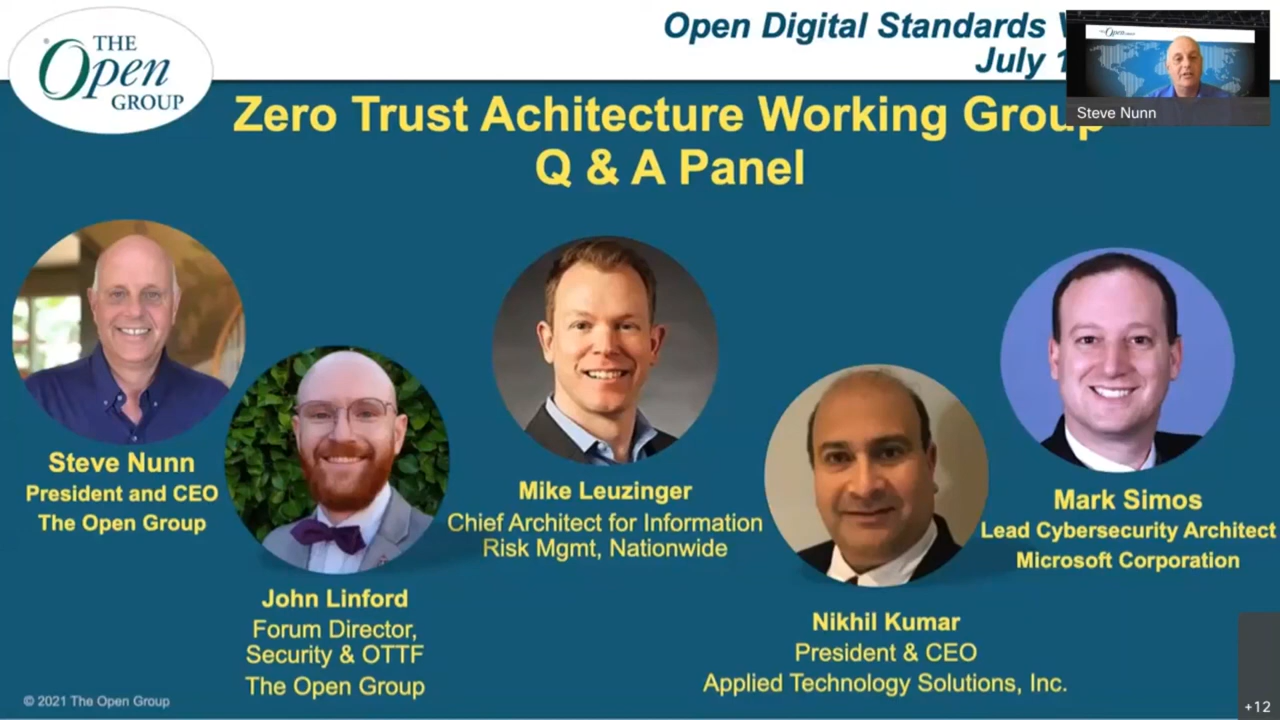 THE
Open
GROUP
Open Digital Standards
July
Zero Trust Achitecture Working Group
Q & A Panel
Steve Nunn
Steve Nunn
President and CEO
The Open Group
John Linford
Forum Director,
Security & OTTF
The Open Group
Mike Leuzinger
Chief Architect for Information
Risk Mgmt, Nationwide
Nikhil Kumar
President & CEO
Applied Technology Solutions, Inc.
Mark Simos
Lead Cybersecurity Architect
Microsoft Corporation
© 2021 The Open Group
+12